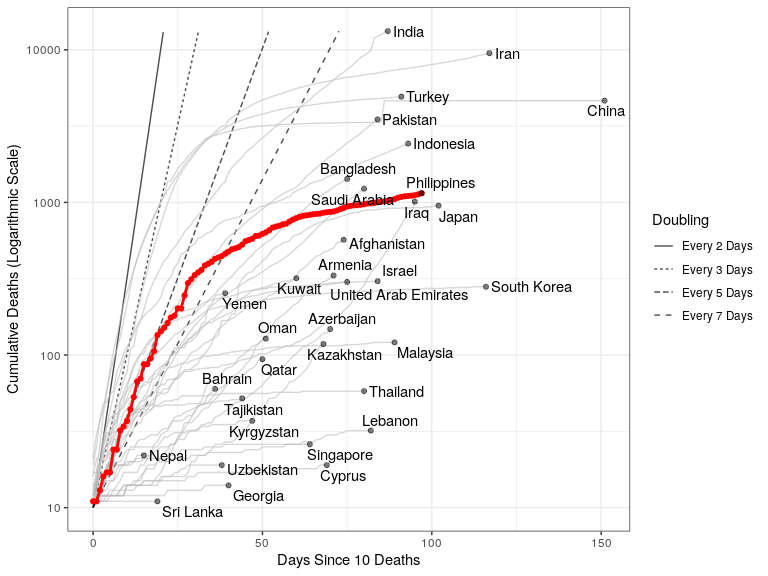 India
10000
Iran
Turkey
China
Pakistan
Indonesia
Bangladesh
Philippines
Saudi Arabia
1000
Iraq
Japan
Afghanistan
Armenia
Israel
Kuwait
United Arab Emirates
South Korea
Yemen
Azerbaijan
Oman
100
Kazakhstan
Malaysia
Qatar
Bahrain
Thailand
Tajikistan
Lebanon
Kyrgyzstan
Nepal
Singapore
Uzbekistan
Cyprus
Georgia
10
Sri Lanka
0
50
100
150
Days Since 10 Deaths
Cumulative Deaths (Logarithmic Scale)
Doubling
Every 2 Days
Every 3 Days
Every 5 Days
Every 7 Days